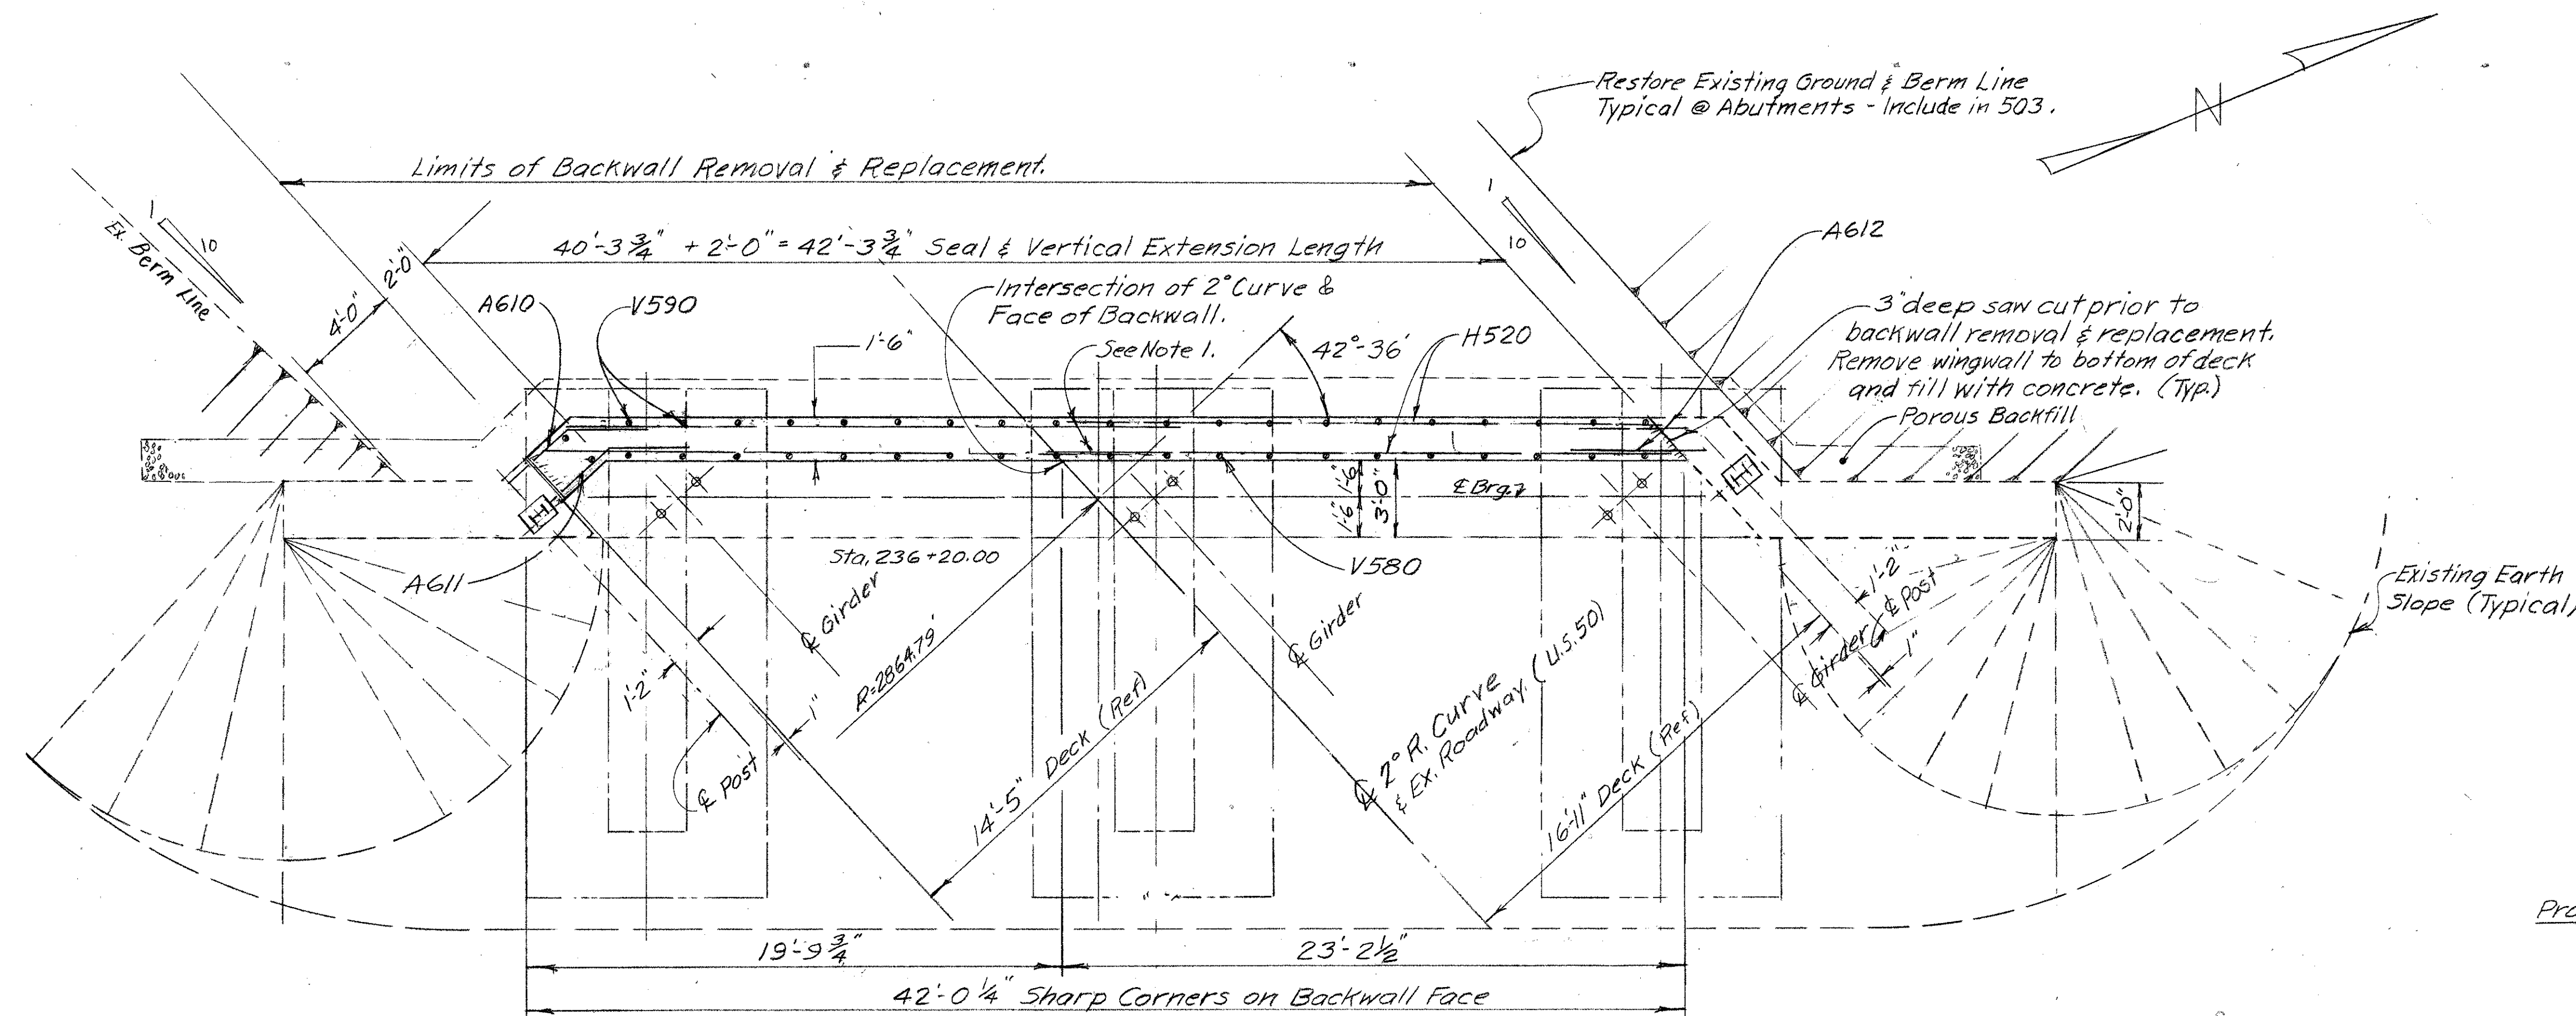 Restore Existing Ground & Berm Line
Typical @ Abutments - Include in 503.
N
Limits of Backwall Removal & Replacement.
1
10
Ex. Berm Line
4'-0"
2'-0"
40'-3 3/4" + 2'-0" = 42'-3 3/4" Seal & Vertical Extension Length
1
10
A612
A610
V590
1'-6"
Intersection of 2° Curve &
Face of Backwall.
See Note 1.
42°-36'
H520
3" deep saw cut prior to
backwall removal & replacement.
Remove wingwall to bottom of deck
and fill with concrete. (Typ.)
Porous Backfill
℄ Brg.
1'-6"
1'-6"
3'-0"
2'-0"
Sta. 236+20.00
A611
V580
℄ Girder
R=2864.79'
℄ Girder
1'-2"
1"
℄ Post
14'-5" Deck (Ref)
℄ 2° R. Curve
& Ex. Roadway. (U.S. 50)
16'-11" Deck (Ref)
℄ Girder
1'-2"
℄ Post
1"
Existing Earth
Slope (Typical)
19'-9 3/4"
23'-2 1/2"
42'-0 1/4" Sharp Corners on Backwall Face